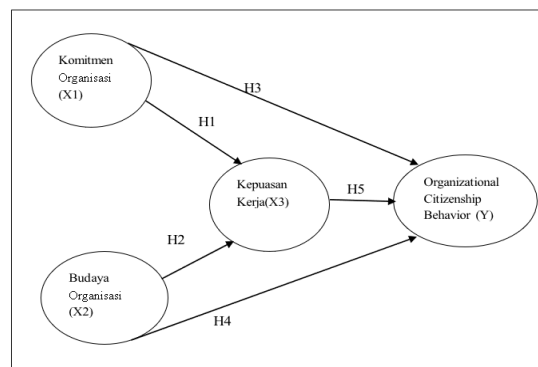 Komitmen
Organisasi
(X1)
H3
H1
Kepuasan
Kerja(X3)
H5
Organizational
Citizenship
Behavior (Y)
H2
Budaya
Organisasi
(X2)
H4